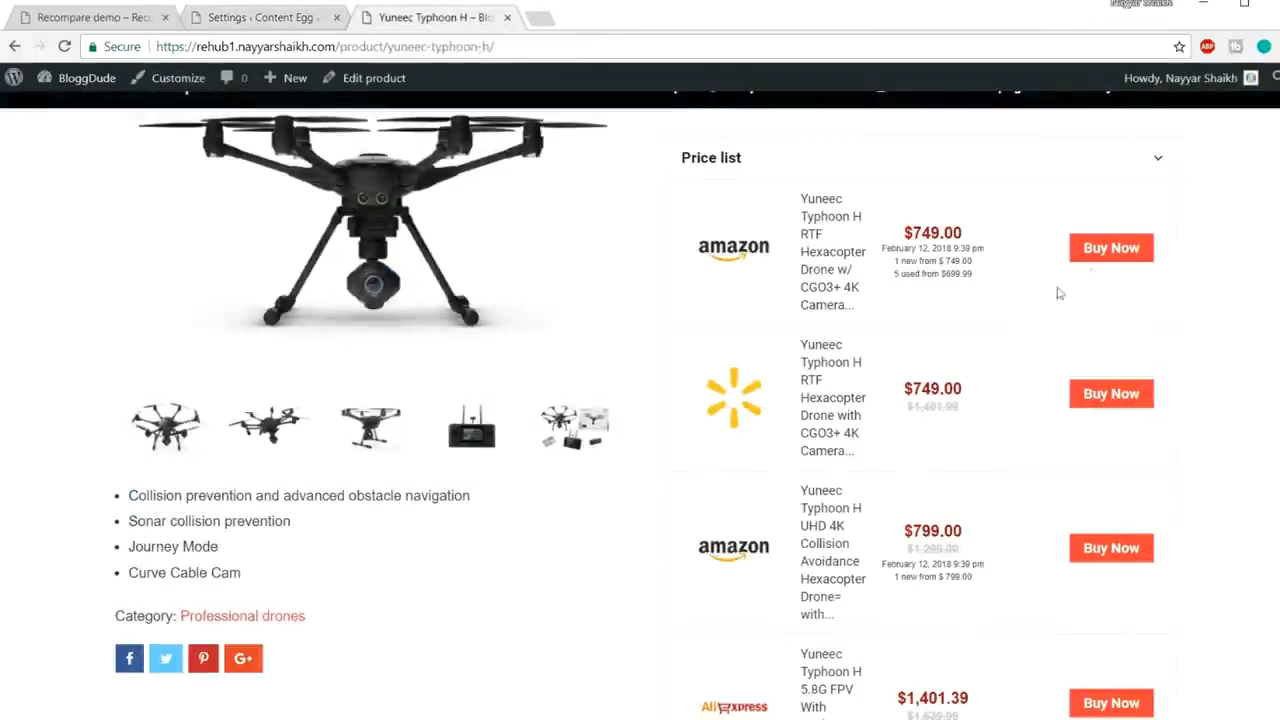 Nayyar Shaikh
Recompare demo – Rec
Settings ‹ Content Egg
Yuneec Typhoon H – Blo
Secure
https://rehub1.nayyarshaikh.com/product/yuneec-typhoon-h/
ABP
BloggDude
Customize
0
New
Edit product
Howdy, Nayyar Shaikh
Price list
amazon
Yuneec
Typhoon H
RTF
Hexacopter
Drone w/
CGO3+ 4K
Camera...
$749.00
February 12, 2018 9:39 pm
1 new from $ 749.00
5 used from $699.99
Buy Now
Yuneec
Typhoon H
RTF
Hexacopter
Drone with
CGO3+ 4K
Camera...
$749.00
$1,401.99
Buy Now
amazon
Yuneec
Typhoon H
UHD 4K
Collision
Avoidance
Hexacopter
Drone=
with...
$799.00
$1,299.00
February 12, 2018 9:39 pm
1 new from $ 799.00
Buy Now
AliExpress
Yuneec
Typhoon H
5.8G FPV
With
$1,401.39
$1,539.99
Buy Now
• Collision prevention and advanced obstacle navigation
• Sonar collision prevention
• Journey Mode
• Curve Cable Cam
Category: Professional drones
f
G+